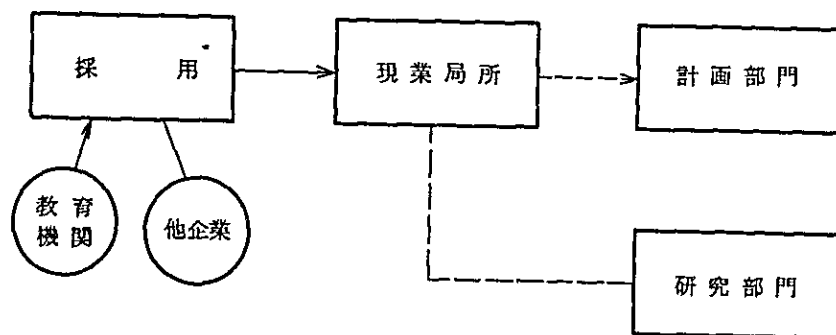 採用
現業局所
計画部門
教育
機関
他企業
研究部門